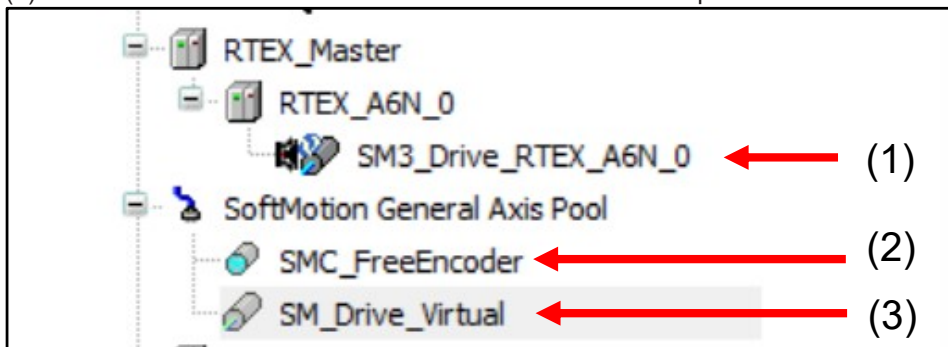 RTEX_Master
RTEX_A6N_0
SM3_Drive_RTEX_A6N_0 (1)
SoftMotion General Axis Pool
SMC_FreeEncoder (2)
SM_Drive_Virtual (3)